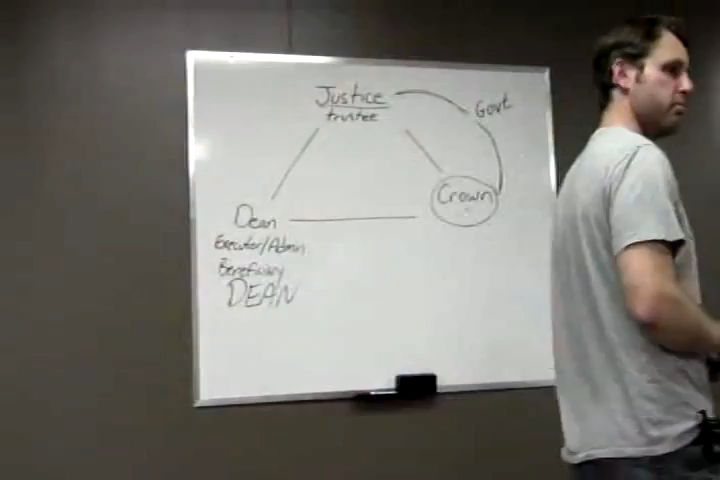 Justice
trustee
Govt
Crown
Dean
Executor/Admin
Beneficiary
DEAN